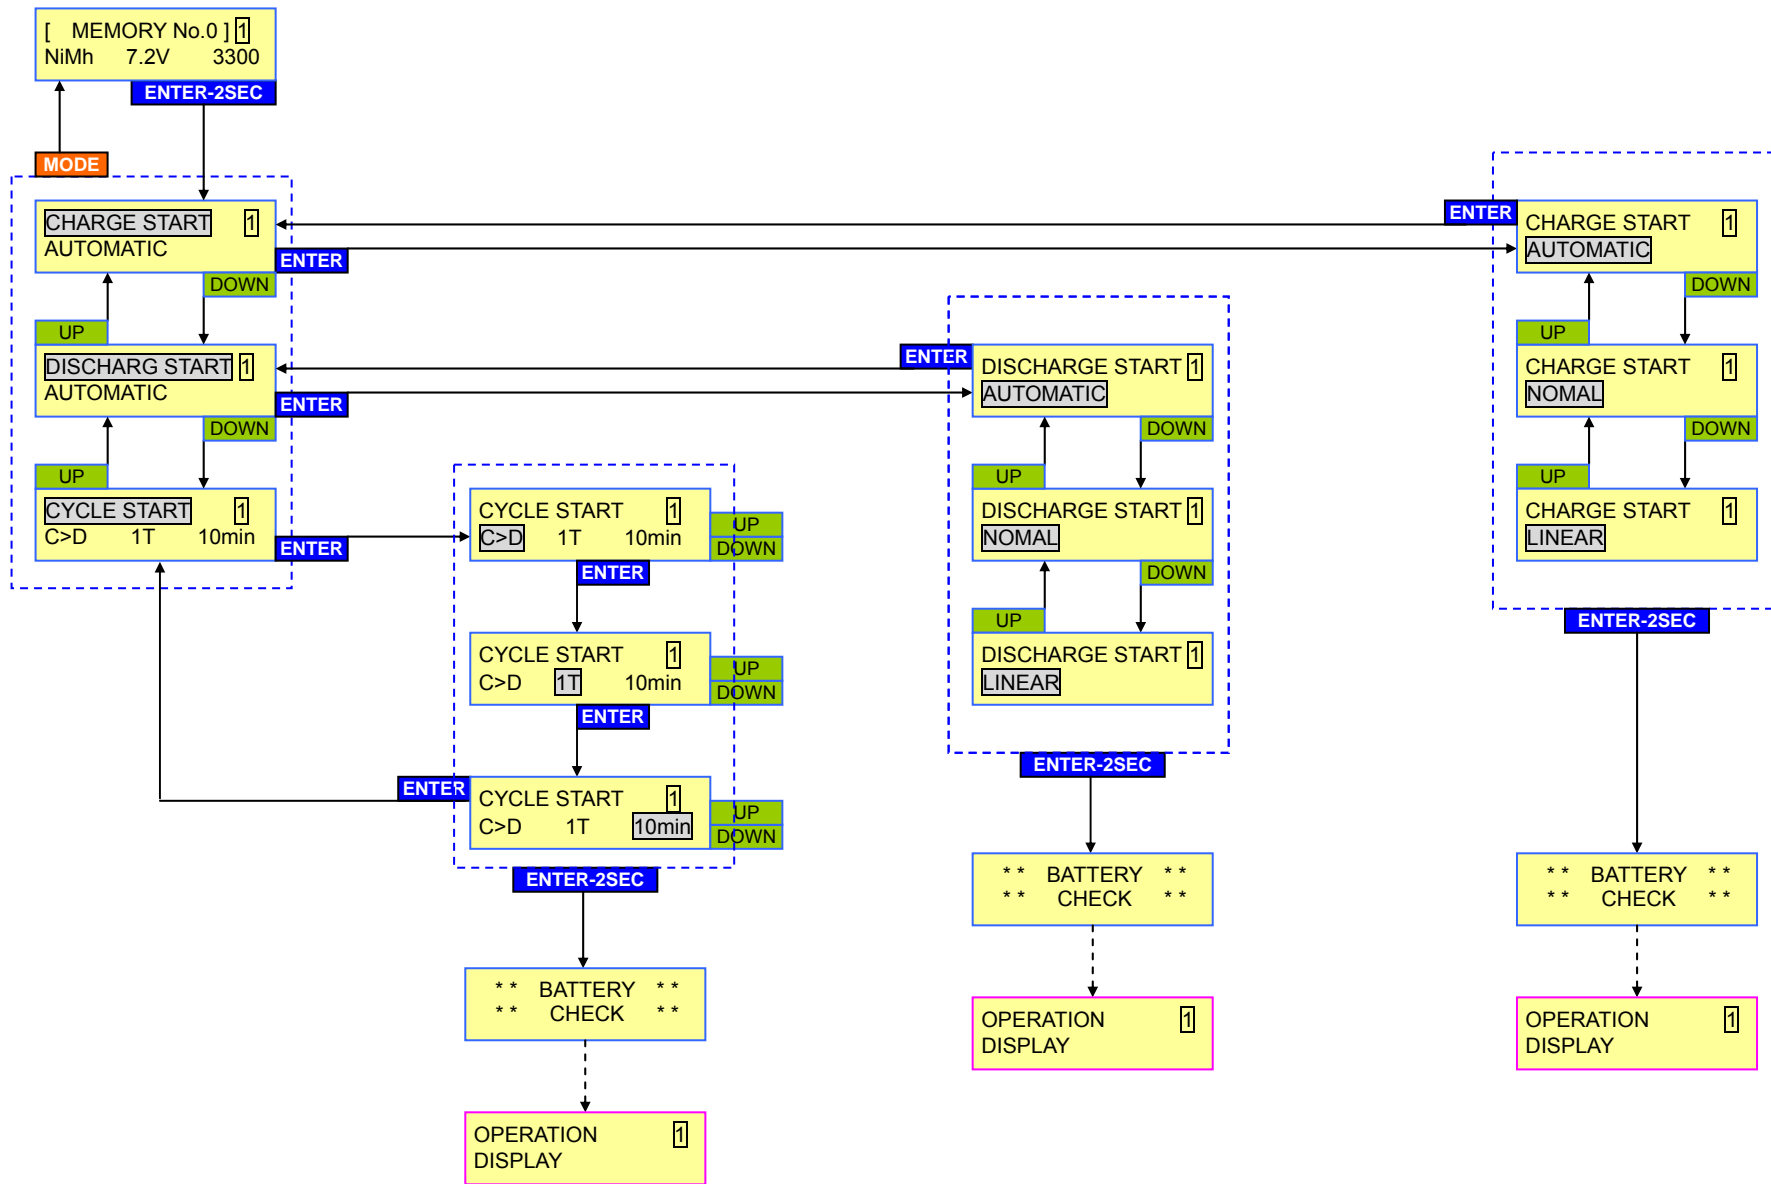 [ MEMORY No.0 ] 1
NiMh 7.2V 3300
ENTER-2SEC
MODE
CHARGE START 1
AUTOMATIC
ENTER
DOWN
UP
DISCHARG START 1
AUTOMATIC
ENTER
DOWN
UP
CYCLE START 1
C>D 1T 10min
ENTER
CYCLE START 1
C>D 1T 10min
UP
DOWN
ENTER
CYCLE START 1
C>D 1T 10min
UP
DOWN
ENTER
ENTER
CYCLE START 1
C>D 1T 10min
UP
DOWN
ENTER-2SEC
* * BATTERY * *
* * CHECK * *
OPERATION 1
DISPLAY
ENTER
DISCHARGE START 1
AUTOMATIC
DOWN
UP
DISCHARGE START 1
NOMAL
DOWN
UP
DISCHARGE START 1
LINEAR
ENTER-2SEC
* * BATTERY * *
* * CHECK * *
OPERATION 1
DISPLAY
ENTER
CHARGE START 1
AUTOMATIC
DOWN
UP
CHARGE START 1
NOMAL
DOWN
UP
CHARGE START 1
LINEAR
ENTER-2SEC
* * BATTERY * *
* * CHECK * *
OPERATION 1
DISPLAY